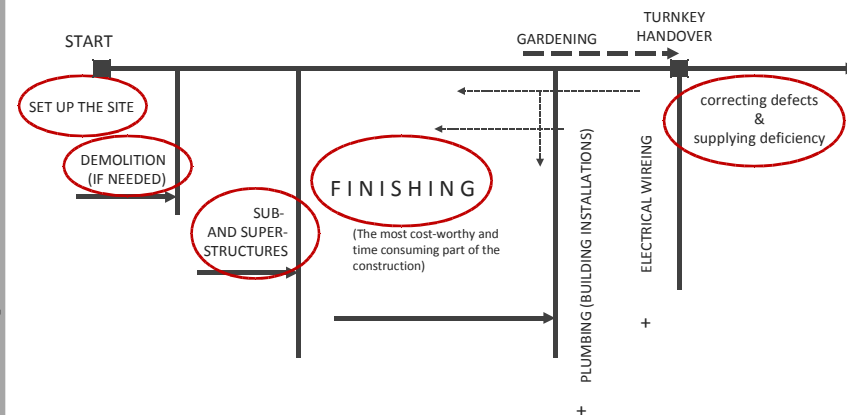 START
GARDENING
TURNKEY
HANDOVER
SET UP THE SITE
DEMOLITION
(IF NEEDED)
SUB-
AND SUPER-
STRUCTURES
FINISHING
(The most cost-worthy and
time consuming part of the
construction)
+ PLUMBING (BUILDING INSTALLATIONS)
+ ELECTRICAL WIREING
correcting defects
&
supplying deficiency